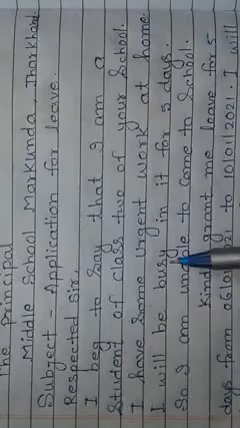 The Principal
Middle School Markunda, Jharkhand
Subject - Application for leave.
Respected sir,
I beg to say that I am a
student of class two of your school.
I have some urgent work at home.
I will be busy in it for 5 days.
So I am unable to come to school.
Kindly grant me leave for 5
days from 06/01/2021 to 10/01/2021. I will